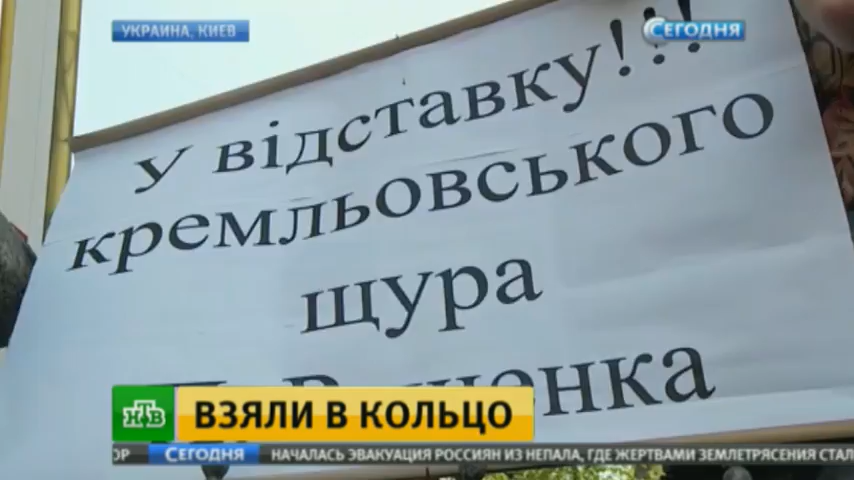 УКРАИНА, КИЕВ
СЕГОДНЯ
У відставку!!!
кремльовського
щура
НТВ
ВЗЯЛИ В КОЛЬЦО
СЕГОДНЯ
НАЧАЛАСЬ ЭВАКУАЦИЯ РОССИЯН ИЗ НЕПАЛА, ГДЕ ЖЕРТВАМИ ЗЕМЛЕТРЯСЕНИЯ СТАЛ